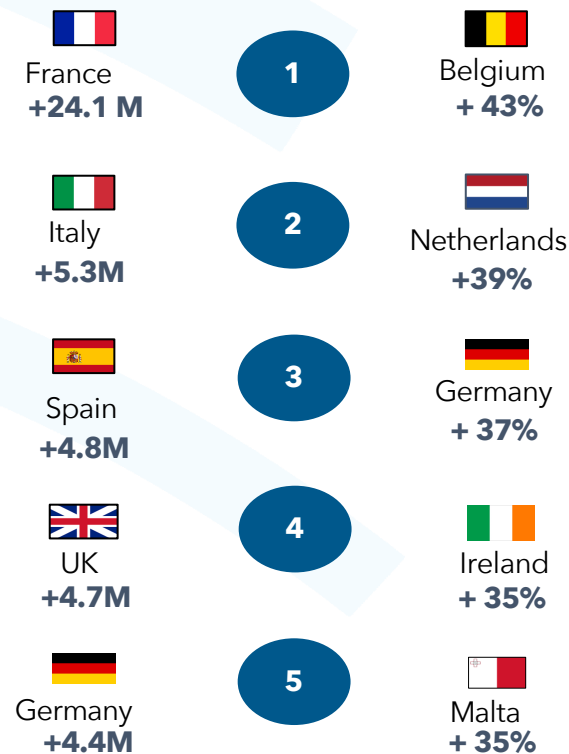 France
+24.1 M
1
Belgium
+ 43%
Italy
+5.3M
2
Netherlands
+39%
Spain
+4.8M
3
Germany
+ 37%
UK
+4.7M
4
Ireland
+ 35%
Germany
+4.4M
5
Malta
+ 35%